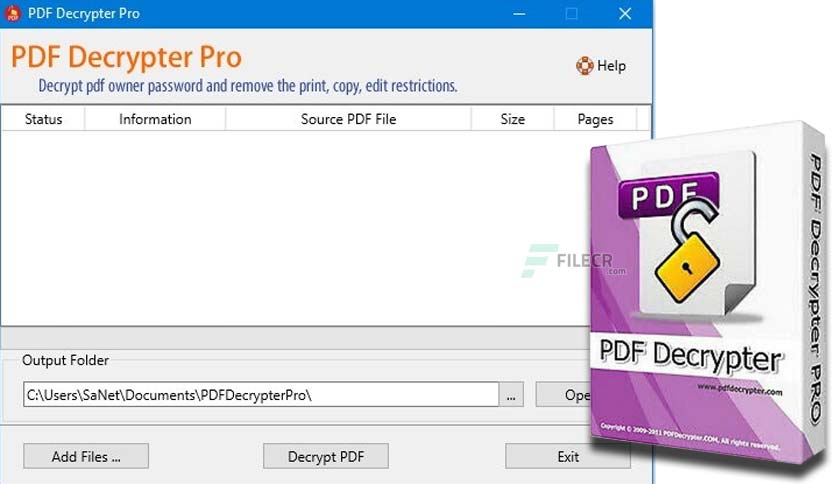 PDF Decrypter Pro
PDF Decrypter Pro
Help
Decrypt pdf owner password and remove the print, copy, edit restrictions.
Status Information Source PDF File Size Pages
FILECR
.com
Output Folder
C:\Users\SaNet\Documents\PDFDecrypterPro\ ... Ope
Add Files ... Decrypt PDF Exit
PDF
PDF Decrypter
www.pdfdecrypter.com
Copyright © 2009-2011 PDFDecrypter.COM, All rights reserved.
PDF Decrypter PRO